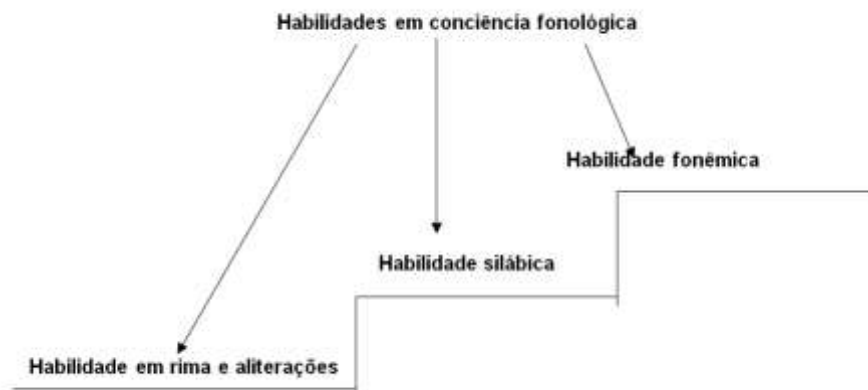 Habilidades em conciência fonológica
Habilidade fonêmica
Habilidade silábica
Habilidade em rima e aliterações